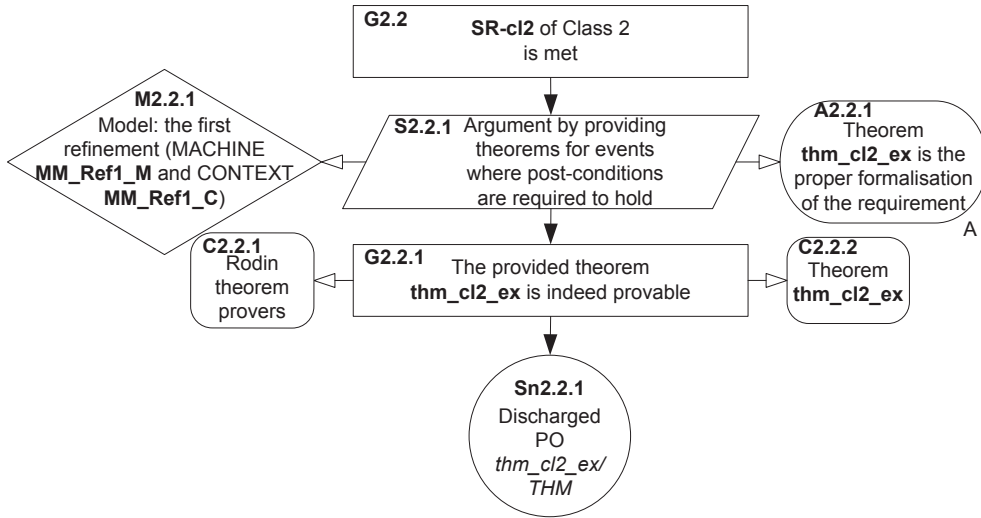 G2.2
SR-cl2 of Class 2
is met
M2.2.1
Model: the first
refinement (MACHINE
MM_Ref1_M and CONTEXT
MM_Ref1_C)
S2.2.1
Argument by providing
theorems for events
where post-conditions
are required to hold
A2.2.1
Theorem
thm_cl2_ex is the
proper formalisation
of the requirement
A
C2.2.1
Rodin
theorem
provers
G2.2.1
The provided theorem
thm_cl2_ex is indeed provable
C2.2.2
Theorem
thm_cl2_ex
Sn2.2.1
Discharged
PO
thm_cl2_ex/
THM